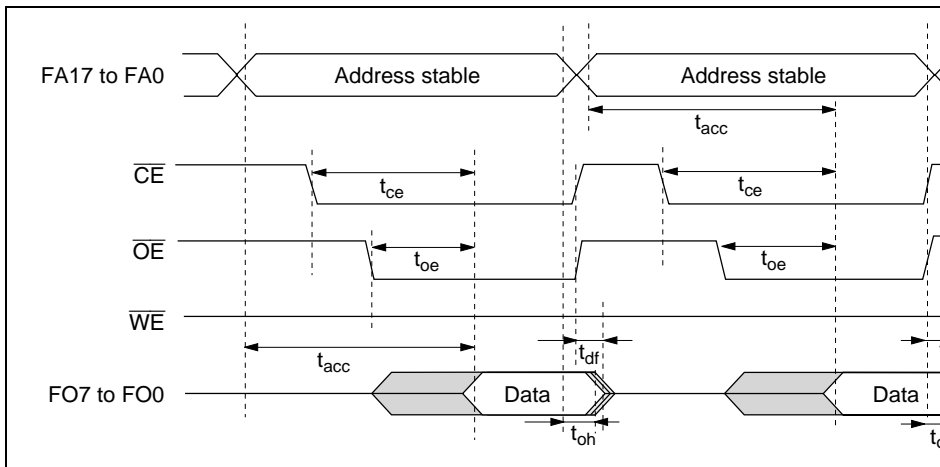 FA17 to FA0
Address stable
Address stable
tacc
CE
tce
tce
OE
toe
toe
WE
tacc
tdf
FO7 to FO0
Data
Data
toh